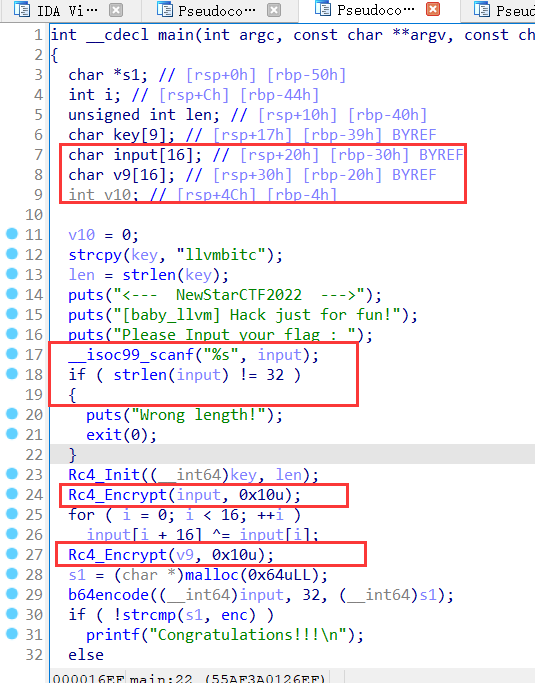 IDA Vi… Pseudoco… Pseudoco… Pseud
1 int __cdecl main(int argc, const char **argv, const ch
2 {
3 char *s1; // [rsp+0h] [rbp-50h]
4 int i; // [rsp+Ch] [rbp-44h]
5 unsigned int len; // [rsp+10h] [rbp-40h]
6 char key[9]; // [rsp+17h] [rbp-39h] BYREF
7 char input[16]; // [rsp+20h] [rbp-30h] BYREF
8 char v9[16]; // [rsp+30h] [rbp-20h] BYREF
9 int v10; // [rsp+4Ch] [rbp-4h]
10
11 v10 = 0;
12 strcpy(key, "llvmbitc");
13 len = strlen(key);
14 puts("<---  NewStarCTF2022  --->");
15 puts("[baby_llvm] Hack just for fun!");
16 puts("Please Input your flag : ");
17 __isoc99_scanf("%s", input);
18 if ( strlen(input) != 32 )
19 {
20 puts("Wrong length!");
21 exit(0);
22 }
23 Rc4_Init((__int64)key, len);
24 Rc4_Encrypt(input, 0x10u);
25 for ( i = 0; i < 16; ++i )
26 input[i + 16] ^= input[i];
27 Rc4_Encrypt(v9, 0x10u);
28 s1 = (char *)malloc(0x64uLL);
29 b64encode((__int64)input, 32, (__int64)s1);
30 if ( !strcmp(s1, enc) )
31 printf("Congratulations!!!\n");
32 else
000016EF main:22 (55AF3A0126EF)